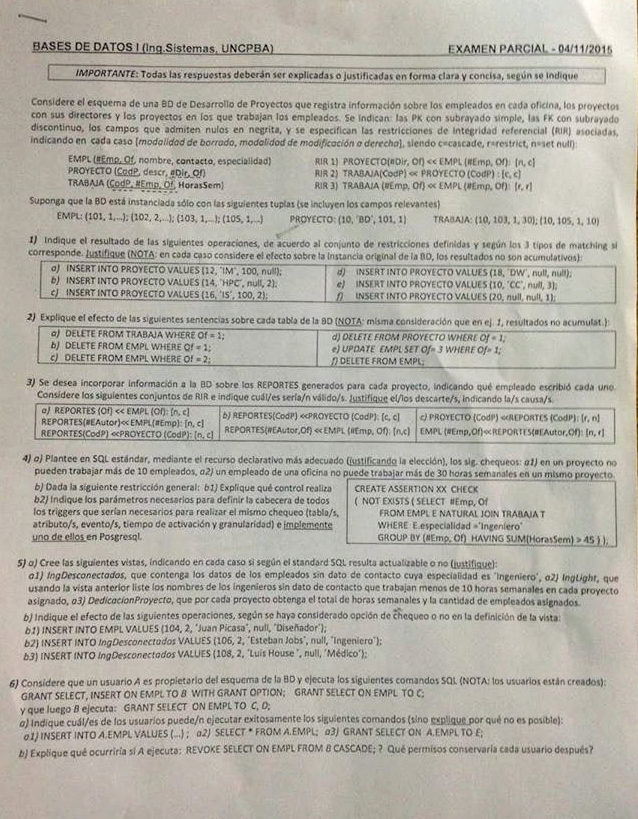 BASES DE DATOS I (Ing.Sistemas, UNCPBA) EXAMEN PARCIAL - 04/11/2015
IMPORTANTE: Todas las respuestas deberán ser explicadas o justificadas en forma clara y concisa, según se indique
Considere el esquema de una BD de Desarrollo de Proyectos que registra información sobre los empleados en cada oficina, los proyectos
con sus directores y los proyectos en los que trabajan los empleados. Se indican: las PK con subrayado simple, las FK con subrayado
discontinuo, los campos que admiten nulos en negrita, y se especifican las restricciones de integridad referencial (RIR) asociadas,
indicando en cada caso [modalidad de borrado, modalidad de modificación a derecha], siendo c=cascade, r=restrict, n=set null):
EMPL (#Emp, Of, nombre, contacto, especialidad) RIR 1) PROYECTO(#Dir, Of) << EMPL (#Emp, Of): [n, c]
PROYECTO (CodP, descr, #Dir, Of) RIR 2) TRABAJA(CodP) << PROYECTO (CodP) : [c, c]
TRABAJA (CodP, #Emp, Of, HorasSem) RIR 3) TRABAJA (#Emp, Of) << EMPL (#Emp, Of): [r, r]
Suponga que la BD está instanciada sólo con las siguientes tuplas (se incluyen los campos relevantes)
EMPL: (101, 1,...); (102, 2,...); (103, 1,...); (105, 1,...) PROYECTO: (10, 'BD', 101, 1) TRABAJA: (10, 103, 1, 30); (10, 105, 1, 10)
1) Indique el resultado de las siguientes operaciones, de acuerdo al conjunto de restricciones definidas y según los 3 tipos de matching si
corresponde. Justifique (NOTA: en cada caso considere el efecto sobre la instancia original de la BD, los resultados no son acumulativos):
a) INSERT INTO PROYECTO VALUES (12, 'IM', 100, null); d) INSERT INTO PROYECTO VALUES (18, 'DW', null, null);
b) INSERT INTO PROYECTO VALUES (14, 'HPC', null, 2); e) INSERT INTO PROYECTO VALUES (10, 'CC', null, 3);
c) INSERT INTO PROYECTO VALUES (16, 'IS', 100, 2); f) INSERT INTO PROYECTO VALUES (20, null, null, 1);
2) Explique el efecto de las siguientes sentencias sobre cada tabla de la BD (NOTA: misma consideración que en ej. 1, resultados no acumulat.):
a) DELETE FROM TRABAJA WHERE Of = 1; d) DELETE FROM PROYECTO WHERE Of = 1;
b) DELETE FROM EMPL WHERE Of = 1; e) UPDATE EMPL SET Of= 3 WHERE Of= 1;
c) DELETE FROM EMPL WHERE Of = 2; f) DELETE FROM EMPL;
3) Se desea incorporar información a la BD sobre los REPORTES generados para cada proyecto, indicando qué empleado escribió cada uno.
Considere los siguientes conjuntos de RIR e indique cuál/es sería/n válido/s. Justifique el/los descarte/s, indicando la/s causa/s.
a) REPORTES (Of) << EMPL (Of): [n, c] b) REPORTES(CodP) <<PROYECTO (CodP): [c, c] c) PROYECTO (CodP) <<REPORTES (CodP): [r, n]
REPORTES(#EAutor)<<EMPL(#Emp): [n, c] REPORTES(#EAutor,Of) <<EMPL (#Emp, Of): [n,c] EMPL (#Emp,Of)<<REPORTES(#EAutor,Of): [n, r]
REPORTES(CodP) <<PROYECTO (CodP): [n, c]
4) a) Plantee en SQL estándar, mediante el recurso declarativo más adecuado (justificando la elección), los sig. chequeos: a1) en un proyecto no
pueden trabajar más de 10 empleados, a2) un empleado de una oficina no puede trabajar más de 30 horas semanales en un mismo proyecto.
b) Dada la siguiente restricción general: b1) Explique qué control realiza
b2) Indique los parámetros necesarios para definir la cabecera de todos
los triggers que serían necesarios para realizar el mismo chequeo (tabla/s,
atributo/s, evento/s, tiempo de activación y granularidad) e implemente
uno de ellos en Posgresql.
CREATE ASSERTION XX CHECK
( NOT EXISTS ( SELECT #Emp, Of
FROM EMPL E NATURAL JOIN TRABAJA T
WHERE E.especialidad ='Ingeniero'
GROUP BY (#Emp, Of) HAVING SUM(HorasSem) > 45 ) );
5) a) Cree las siguientes vistas, indicando en cada caso si según el standard SQL resulta actualizable o no (justifique):
a1) IngDesconectados, que contenga los datos de los empleados sin dato de contacto cuya especialidad es 'Ingeniero', a2) IngLight, que
usando la vista anterior liste los nombres de los ingenieros sin dato de contacto que trabajan menos de 10 horas semanales en cada proyecto
asignado, a3) DedicacionProyecto, que por cada proyecto obtenga el total de horas semanales y la cantidad de empleados asignados.
b) Indique el efecto de las siguientes operaciones, según se haya considerado opción de chequeo o no en la definición de la vista:
b1) INSERT INTO EMPL VALUES (104, 2, 'Juan Picasa', null, 'Diseñador');
b2) INSERT INTO IngDesconectados VALUES (106, 2, 'Esteban Jobs', null, 'Ingeniero');
b3) INSERT INTO IngDesconectados VALUES (108, 2, 'Luis House', null, 'Médico');
6) Considere que un usuario A es propietario del esquema de la BD y ejecuta los siguientes comandos SQL (NOTA: los usuarios están creados):
GRANT SELECT, INSERT ON EMPL TO B WITH GRANT OPTION; GRANT SELECT ON EMPL TO C;
y que luego B ejecuta: GRANT SELECT ON EMPL TO C, D;
a) Indique cuál/es de los usuarios puede/n ejecutar exitosamente los siguientes comandos (sino explique por qué no es posible):
a1) INSERT INTO A.EMPL VALUES (...) ; a2) SELECT * FROM A.EMPL; a3) GRANT SELECT ON A.EMPL TO E;
b) Explique qué ocurriría si A ejecuta: REVOKE SELECT ON EMPL FROM B CASCADE; ? Qué permisos conservaría cada usuario después?